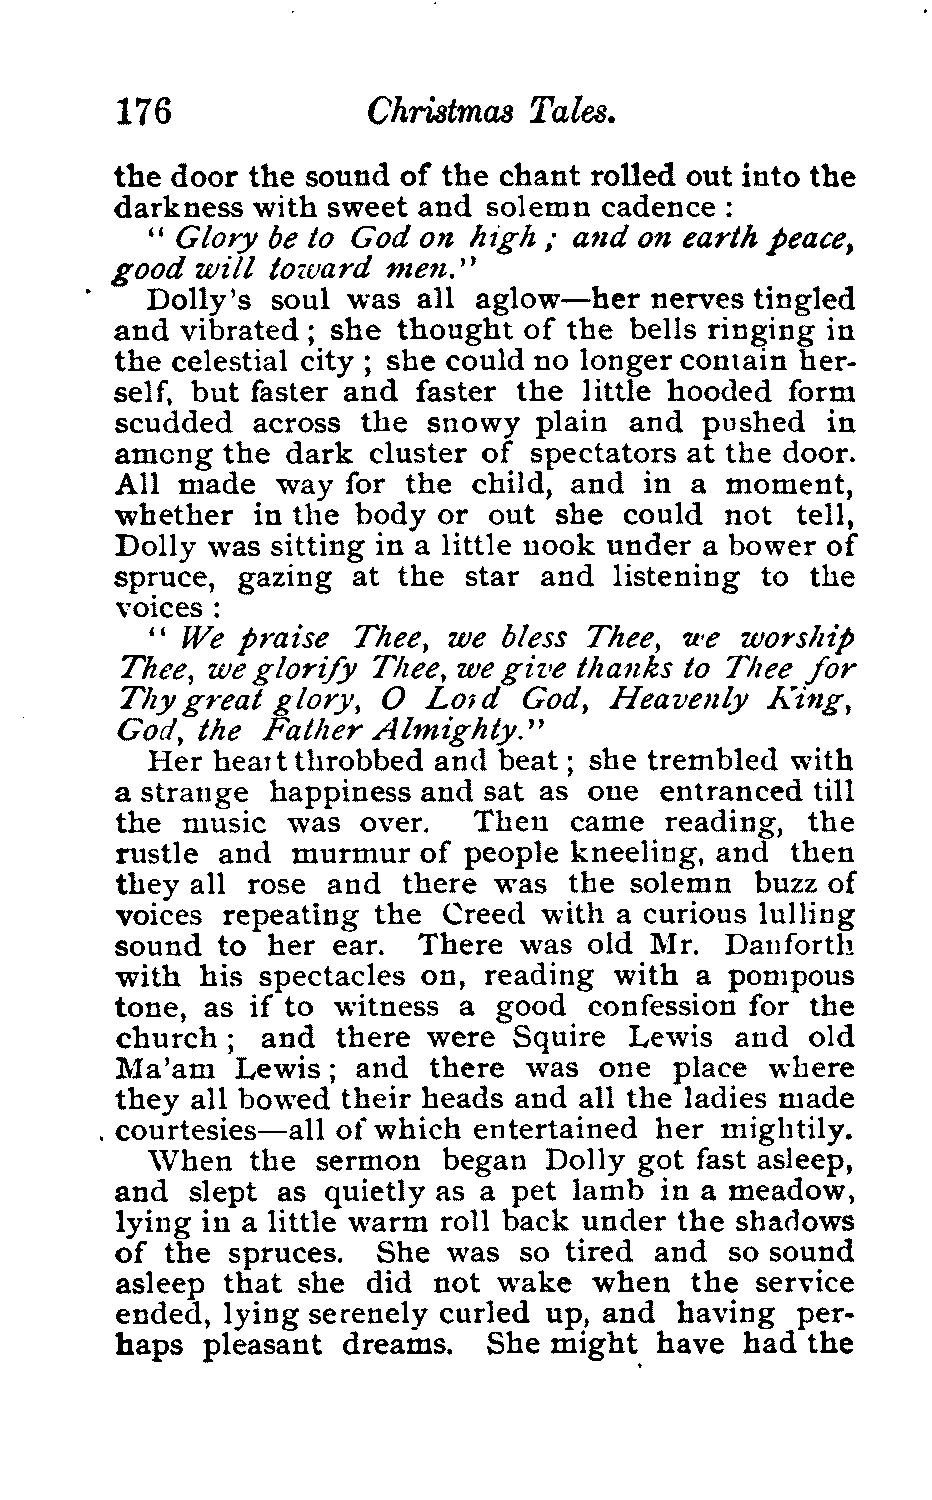 176 Christmas Tales.
the door the sound of the chant rolled out into the
darkness with sweet and solemn cadence :
" Glory be to God on high ; and on earth peace,
good will toward men."
Dolly's soul was all aglow—her nerves tingled
and vibrated ; she thought of the bells ringing in
the celestial city ; she could no longer contain her-
self, but faster and faster the little hooded form
scudded across the snowy plain and pushed in
among the dark cluster of spectators at the door.
All made way for the child, and in a moment,
whether in the body or out she could not tell,
Dolly was sitting in a little nook under a bower of
spruce, gazing at the star and listening to the
voices :
" We praise Thee, we bless Thee, we worship
Thee, we glorify Thee, we give thanks to Thee for
Thy great glory, O Lord God, Heavenly King,
God, the Father Almighty."
Her heart throbbed and beat ; she trembled with
a strange happiness and sat as one entranced till
the music was over. Then came reading, the
rustle and murmur of people kneeling, and then
they all rose and there was the solemn buzz of
voices repeating the Creed with a curious lulling
sound to her ear. There was old Mr. Danforth
with his spectacles on, reading with a pompous
tone, as if to witness a good confession for the
church ; and there were Squire Lewis and old
Ma'am Lewis ; and there was one place where
they all bowed their heads and all the ladies made
courtesies—all of which entertained her mightily.
When the sermon began Dolly got fast asleep,
and slept as quietly as a pet lamb in a meadow,
lying in a little warm roll back under the shadows
of the spruces. She was so tired and so sound
asleep that she did not wake when the service
ended, lying serenely curled up, and having per-
haps pleasant dreams. She might have had the